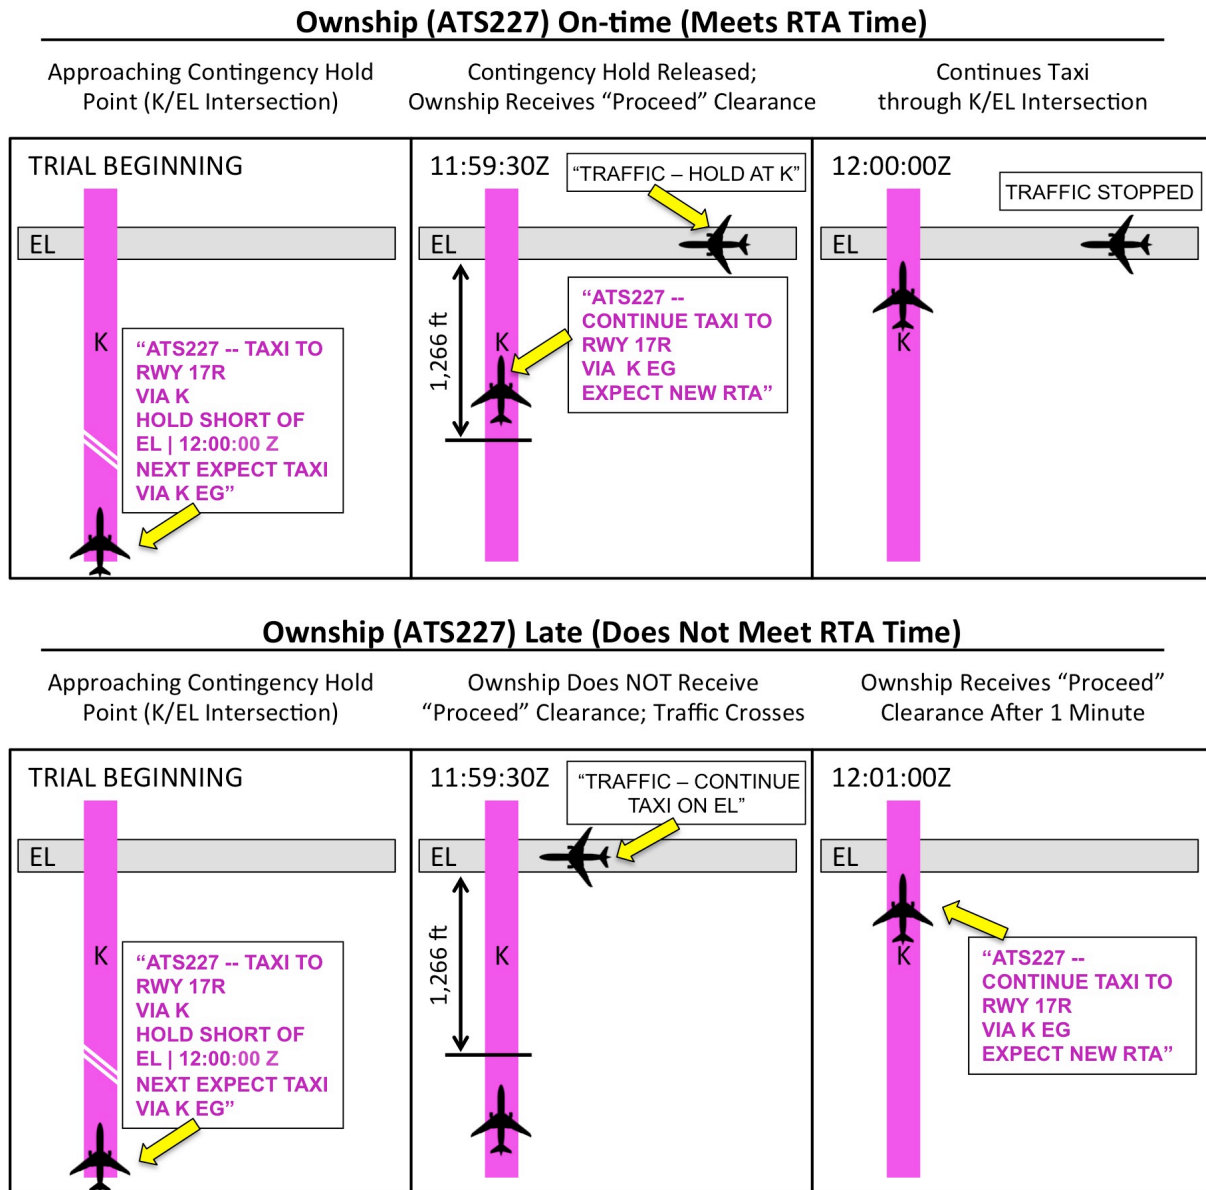 Ownship (ATS227) On-time (Meets RTA Time)
Approaching Contingency Hold
Point (K/EL Intersection)
Contingency Hold Released;
Ownship Receives “Proceed” Clearance
Continues Taxi
through K/EL Intersection
TRIAL BEGINNING
EL
K
“ATS227 -- TAXI TO
RWY 17R
VIA K
HOLD SHORT OF
EL | 12:00:00 Z
NEXT EXPECT TAXI
VIA K EG”
11:59:30Z
“TRAFFIC – HOLD AT K”
EL
1,266 ft
K
“ATS227 --
CONTINUE TAXI TO
RWY 17R
VIA K EG
EXPECT NEW RTA”
12:00:00Z
TRAFFIC STOPPED
EL
K
Ownship (ATS227) Late (Does Not Meet RTA Time)
Approaching Contingency Hold
Point (K/EL Intersection)
Ownship Does NOT Receive
“Proceed” Clearance; Traffic Crosses
Ownship Receives “Proceed”
Clearance After 1 Minute
TRIAL BEGINNING
EL
K
“ATS227 -- TAXI TO
RWY 17R
VIA K
HOLD SHORT OF
EL | 12:00:00 Z
NEXT EXPECT TAXI
VIA K EG”
11:59:30Z
“TRAFFIC – CONTINUE
TAXI ON EL”
EL
1,266 ft
K
12:01:00Z
EL
K
“ATS227 --
CONTINUE TAXI TO
RWY 17R
VIA K EG
EXPECT NEW RTA”